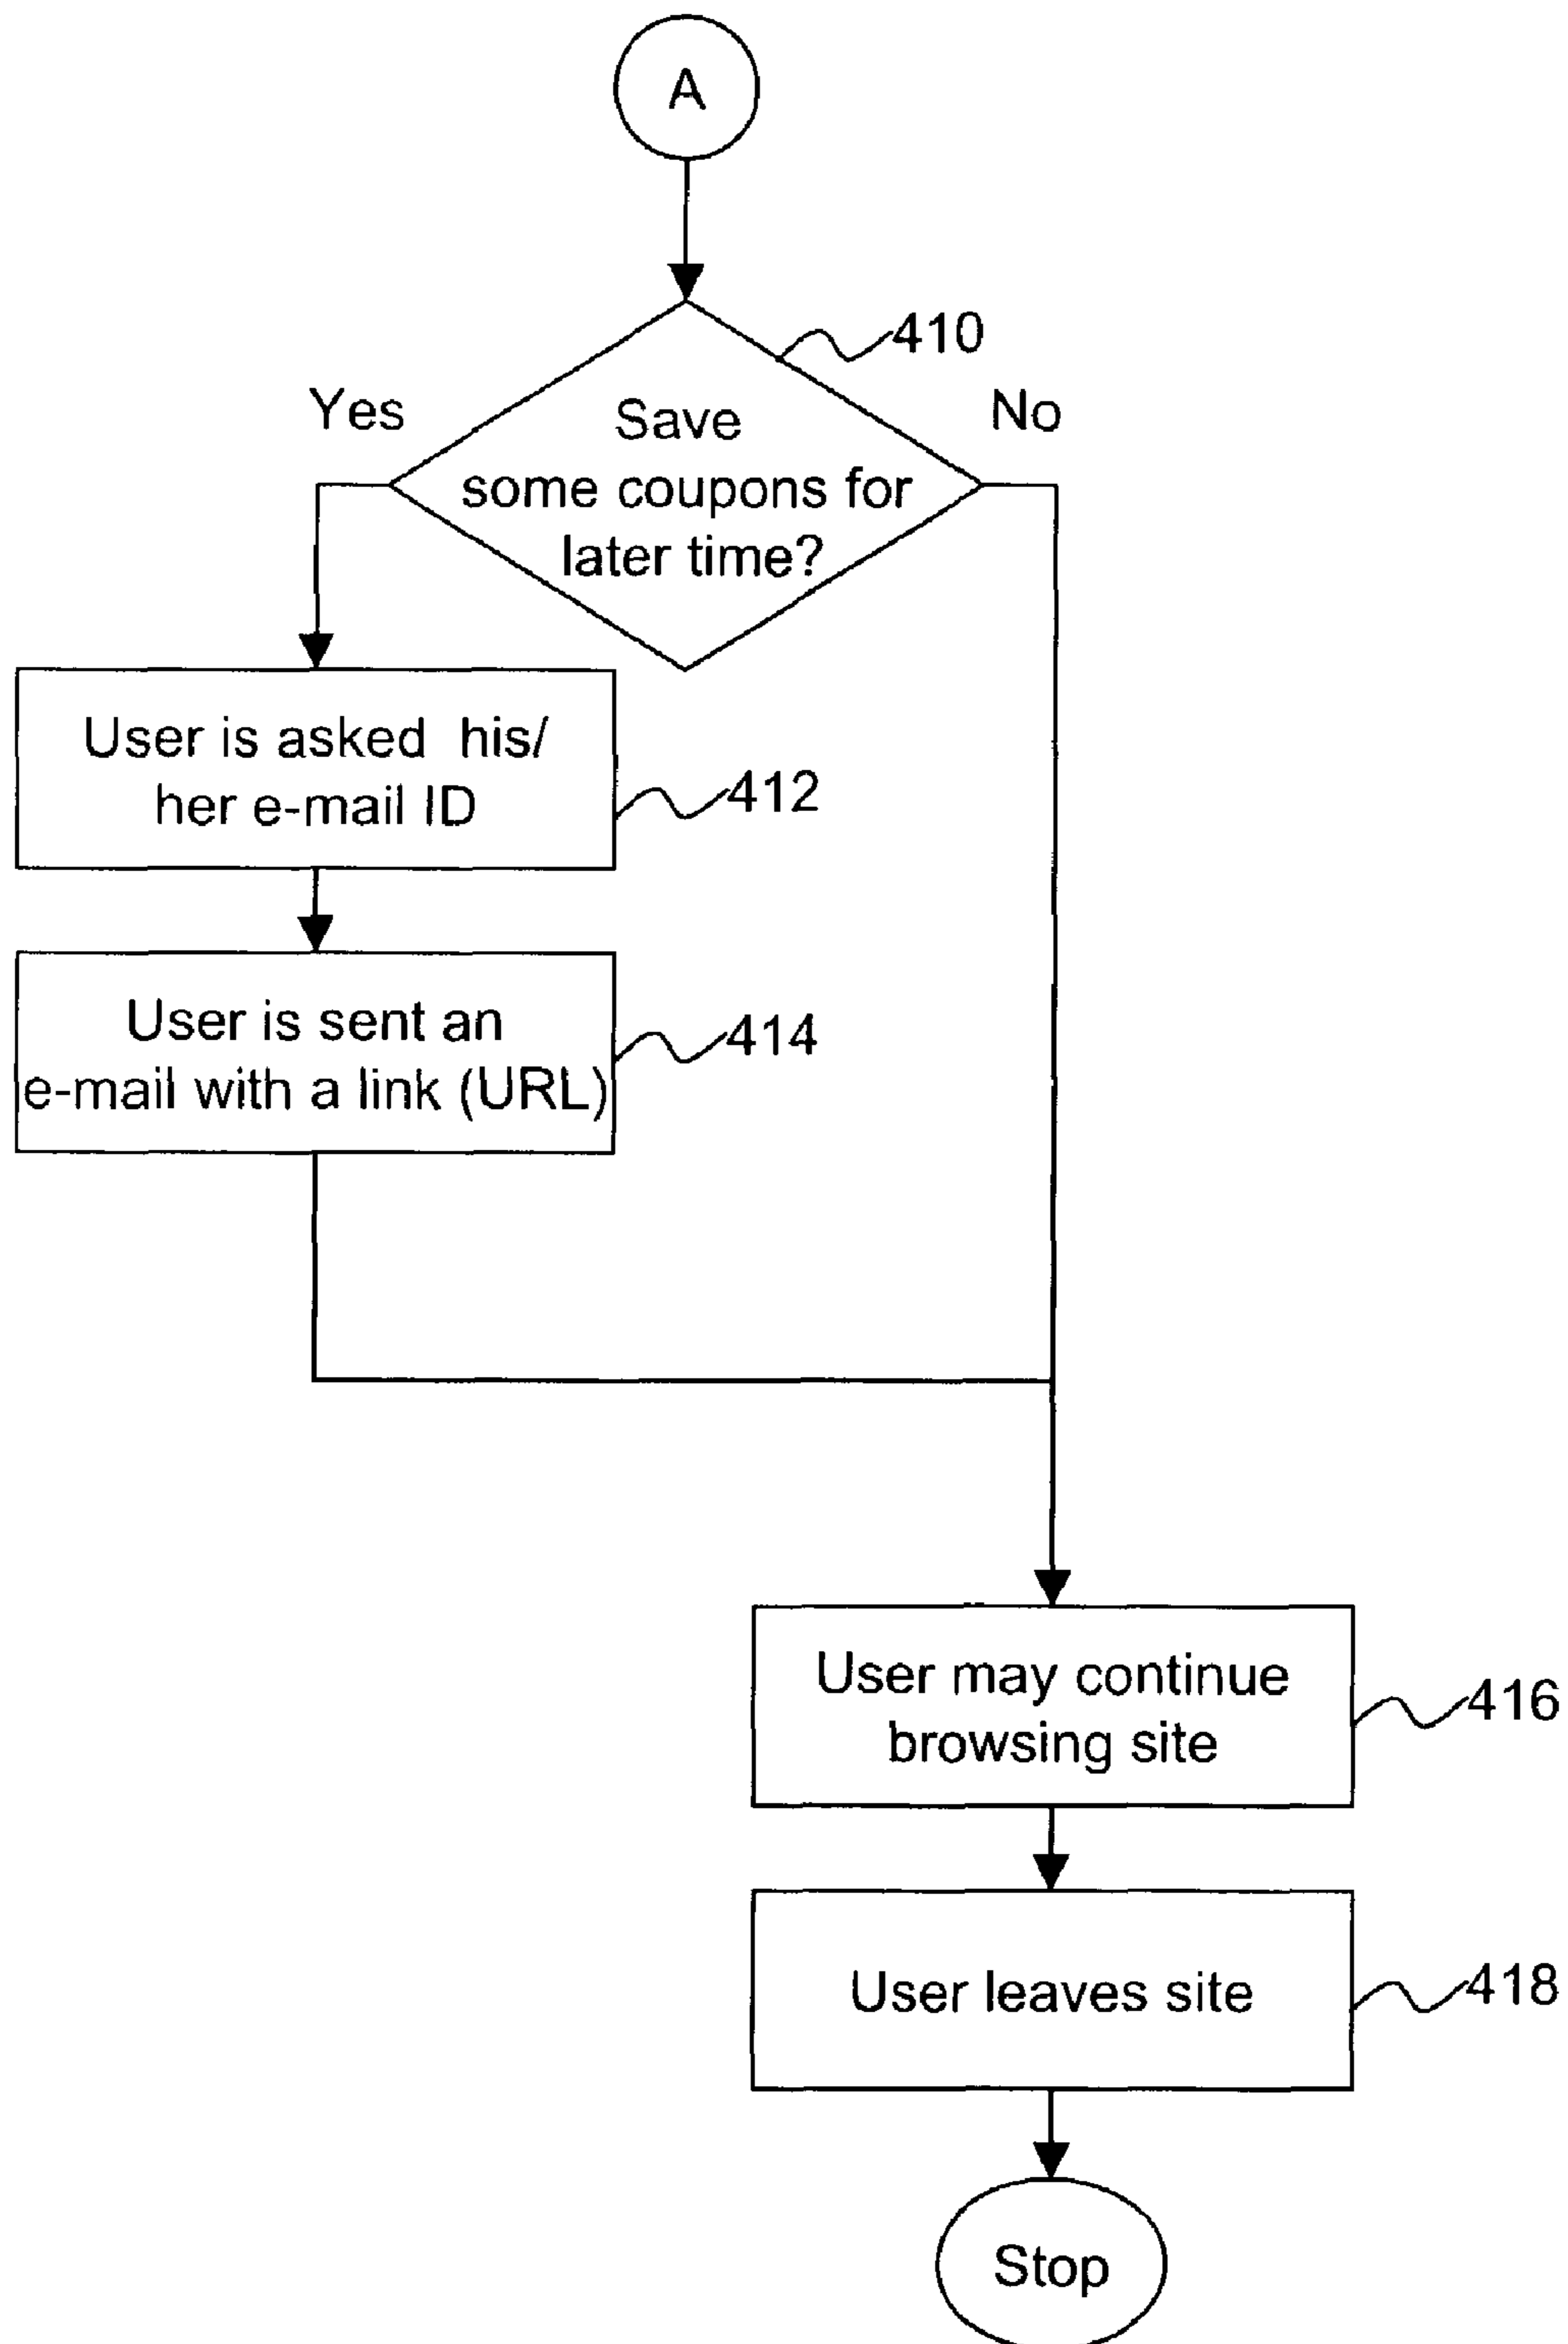 A
410
Yes
No
Save
some coupons for
later time?
User is asked his/
her e-mail ID
412
User is sent an
e-mail with a link (URL)
414
User may continue
browsing site
416
User leaves site
418
Stop